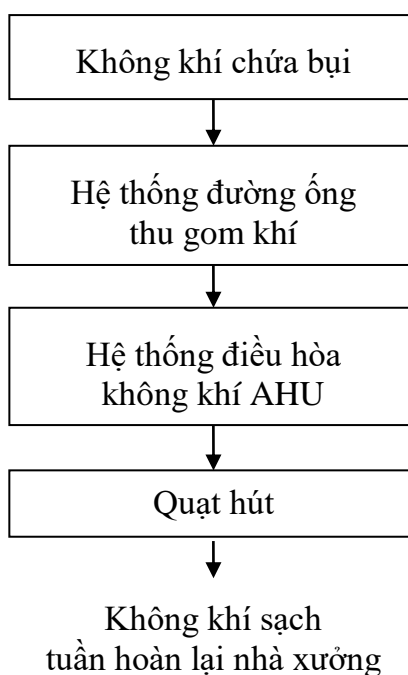 Không khí chứa bụi
Hệ thống đường ống
thu gom khí
Hệ thống điều hòa
không khí AHU
Quạt hút
Không khí sạch
tuần hoàn lại nhà xưởng